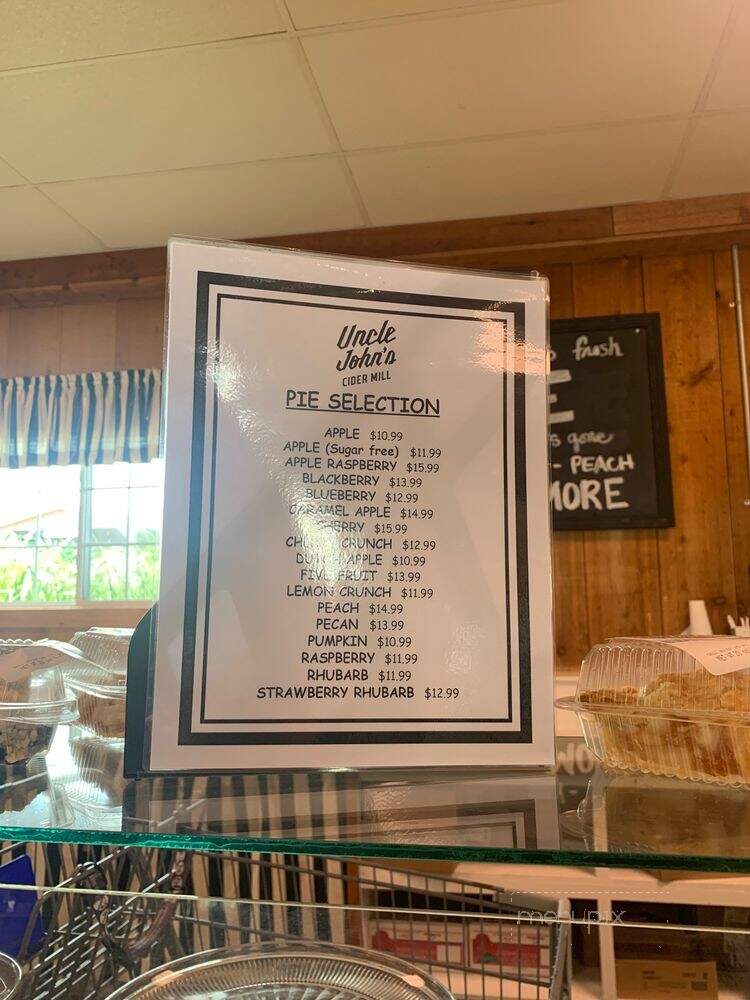 Uncle
John's
CIDER MILL
PIE SELECTION
APPLE $10.99
APPLE (Sugar free) $11.99
APPLE RASPBERRY $15.99
BLACKBERRY $13.99
BLUEBERRY $12.99
CARAMEL APPLE $14.99
CHERRY $15.99
CRUNCH $12.99
DUTCH APPLE $10.99
FIVE FRUIT $13.99
LEMON CRUNCH $11.99
PEACH $14.99
PECAN $13.99
PUMPKIN $10.99
RASPBERRY $11.99
RHUBARB $11.99
STRAWBERRY RHUBARB $12.99
fresh
gone
- PEACH
MORE
menupix